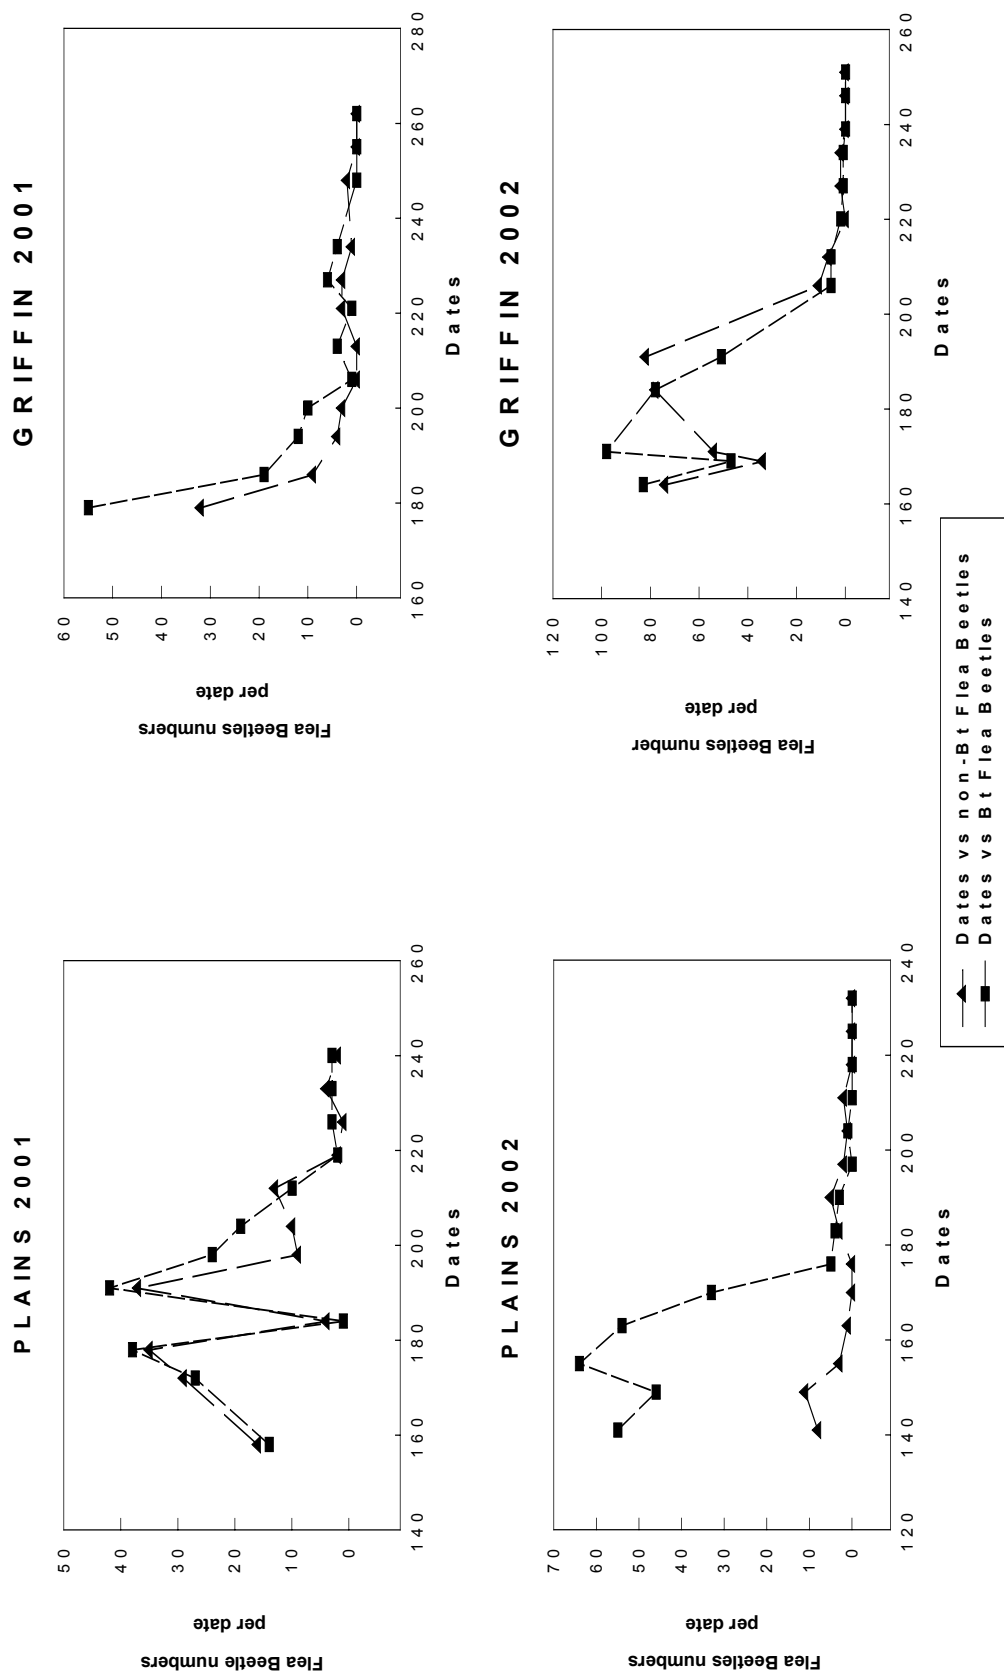 PLAINS 2001
Flea Beetle numbers
per date
50
40
30
20
10
0
140 160 180 200 220 240 260
Dates
GRIFFIN 2001
Flea Beetles numbers
per date
60
50
40
30
20
10
0
160 180 200 220 240 260 280
Dates
PLAINS 2002
Flea Beetles numbers
per date
70
60
50
40
30
20
10
0
120 140 160 180 200 220 240
Dates
GRIFFIN 2002
Flea Beetles number
per date
120
100
80
60
40
20
0
140 160 180 200 220 240 260
Dates
Dates vs non-Bt Flea Beetles
Dates vs Bt Flea Beetles